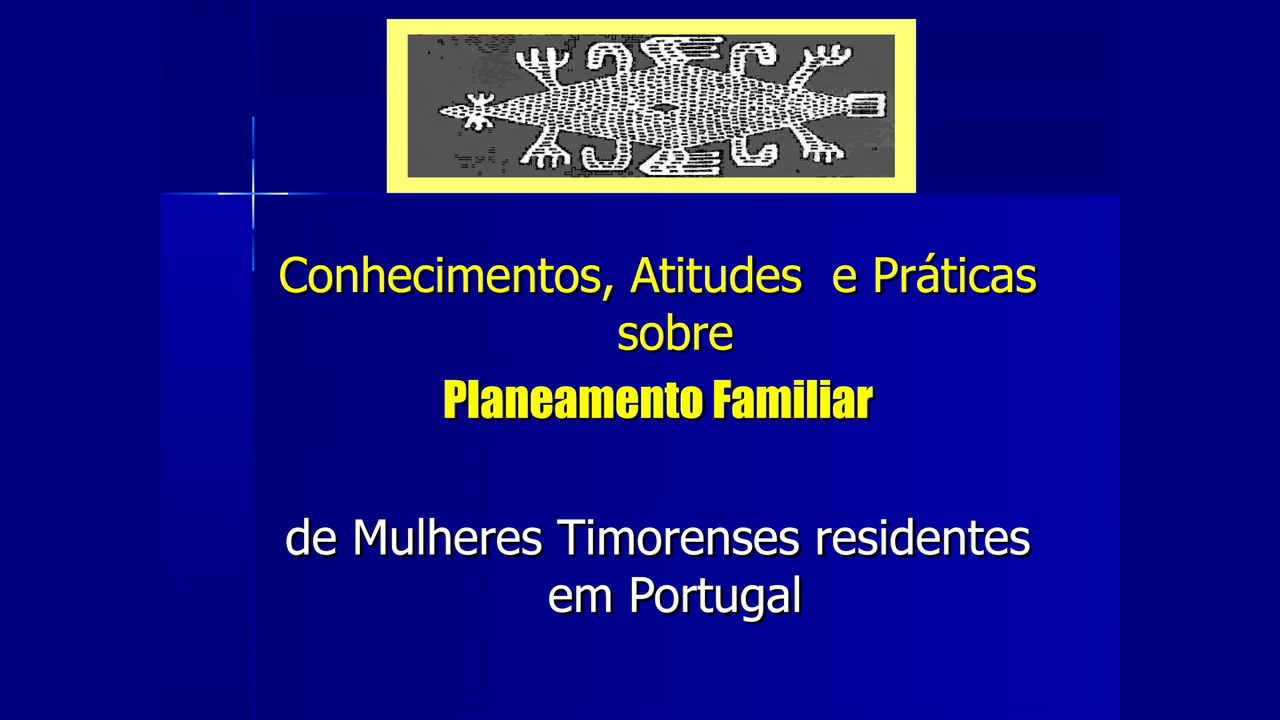 Conhecimentos, Atitudes  e Práticas
sobre
Planeamento Familiar
de Mulheres Timorenses residentes
em Portugal